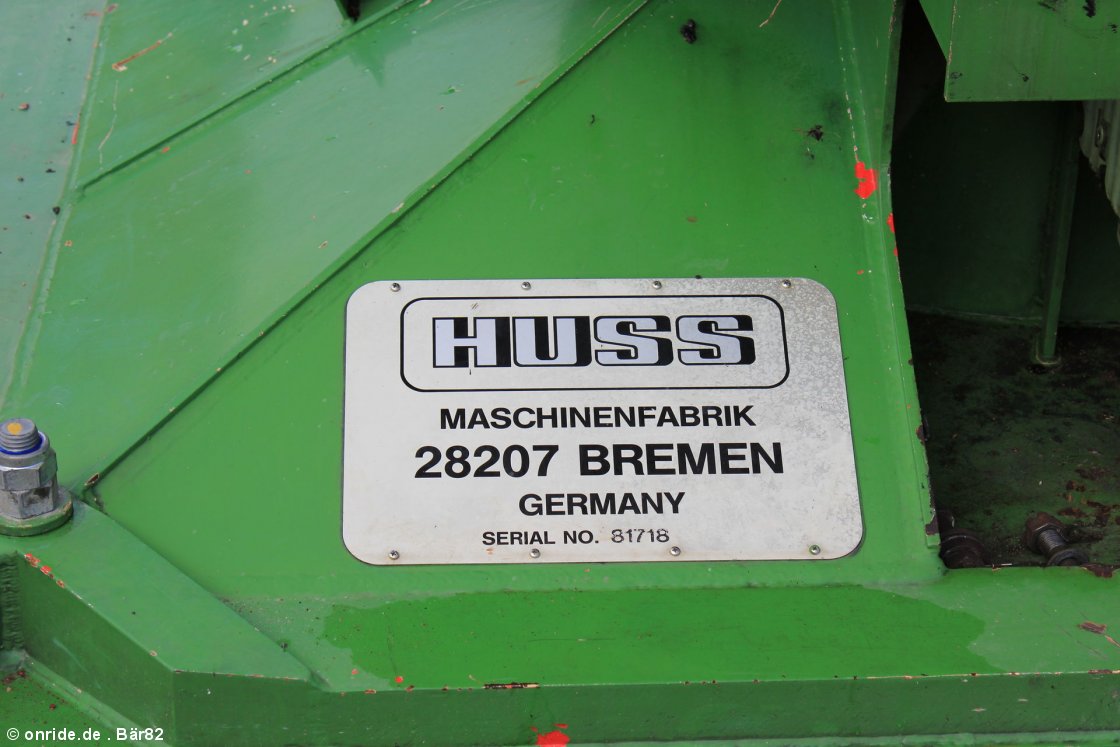 HUSS
MASCHINENFABRIK
28207 BREMEN
GERMANY
SERIAL NO. 81718
© onride.de . Bär82